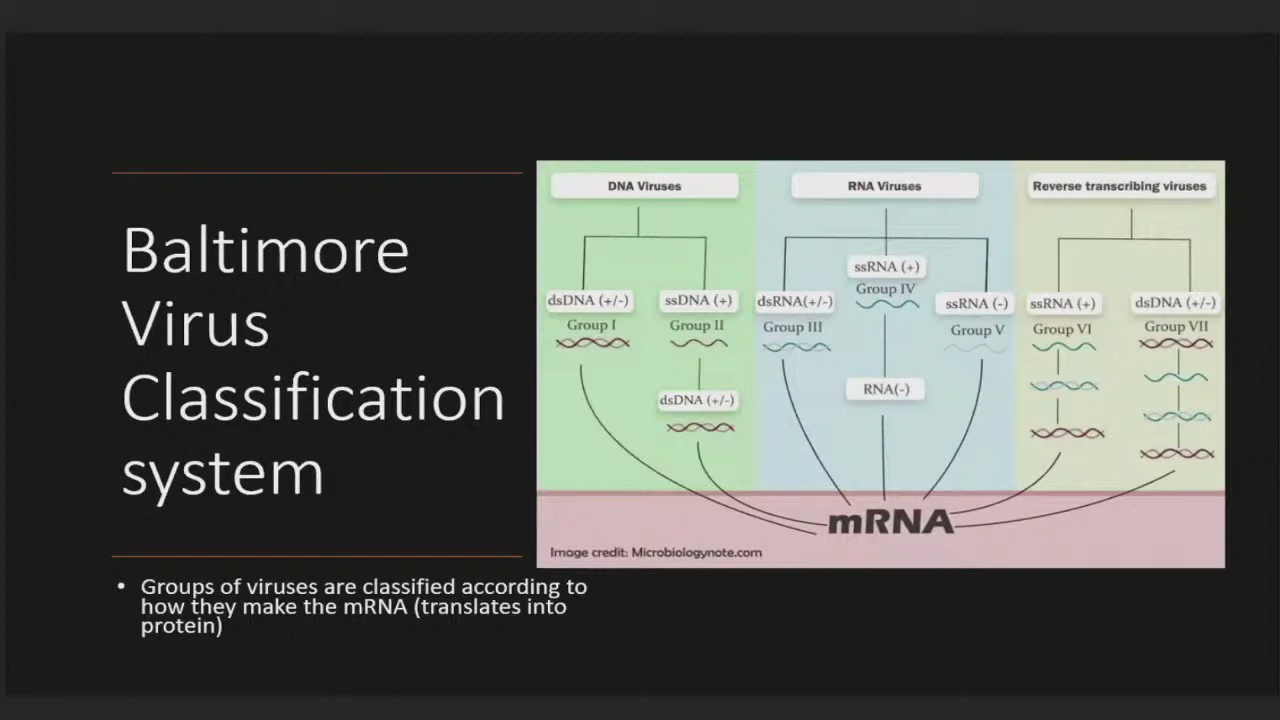 Baltimore
Virus
Classification
system
• Groups of viruses are classified according to
how they make the mRNA (translates into
protein)
DNA Viruses
dsDNA (+/-)
Group I
ssDNA (+)
Group II
dsDNA (+/-)
RNA Viruses
dsRNA(+/-)
Group III
ssRNA (+)
Group IV
RNA(-)
ssRNA (-)
Group V
Reverse transcribing viruses
ssRNA (+)
Group VI
dsDNA (+/-)
Group VII
mRNA
Image credit: Microbiologynote.com